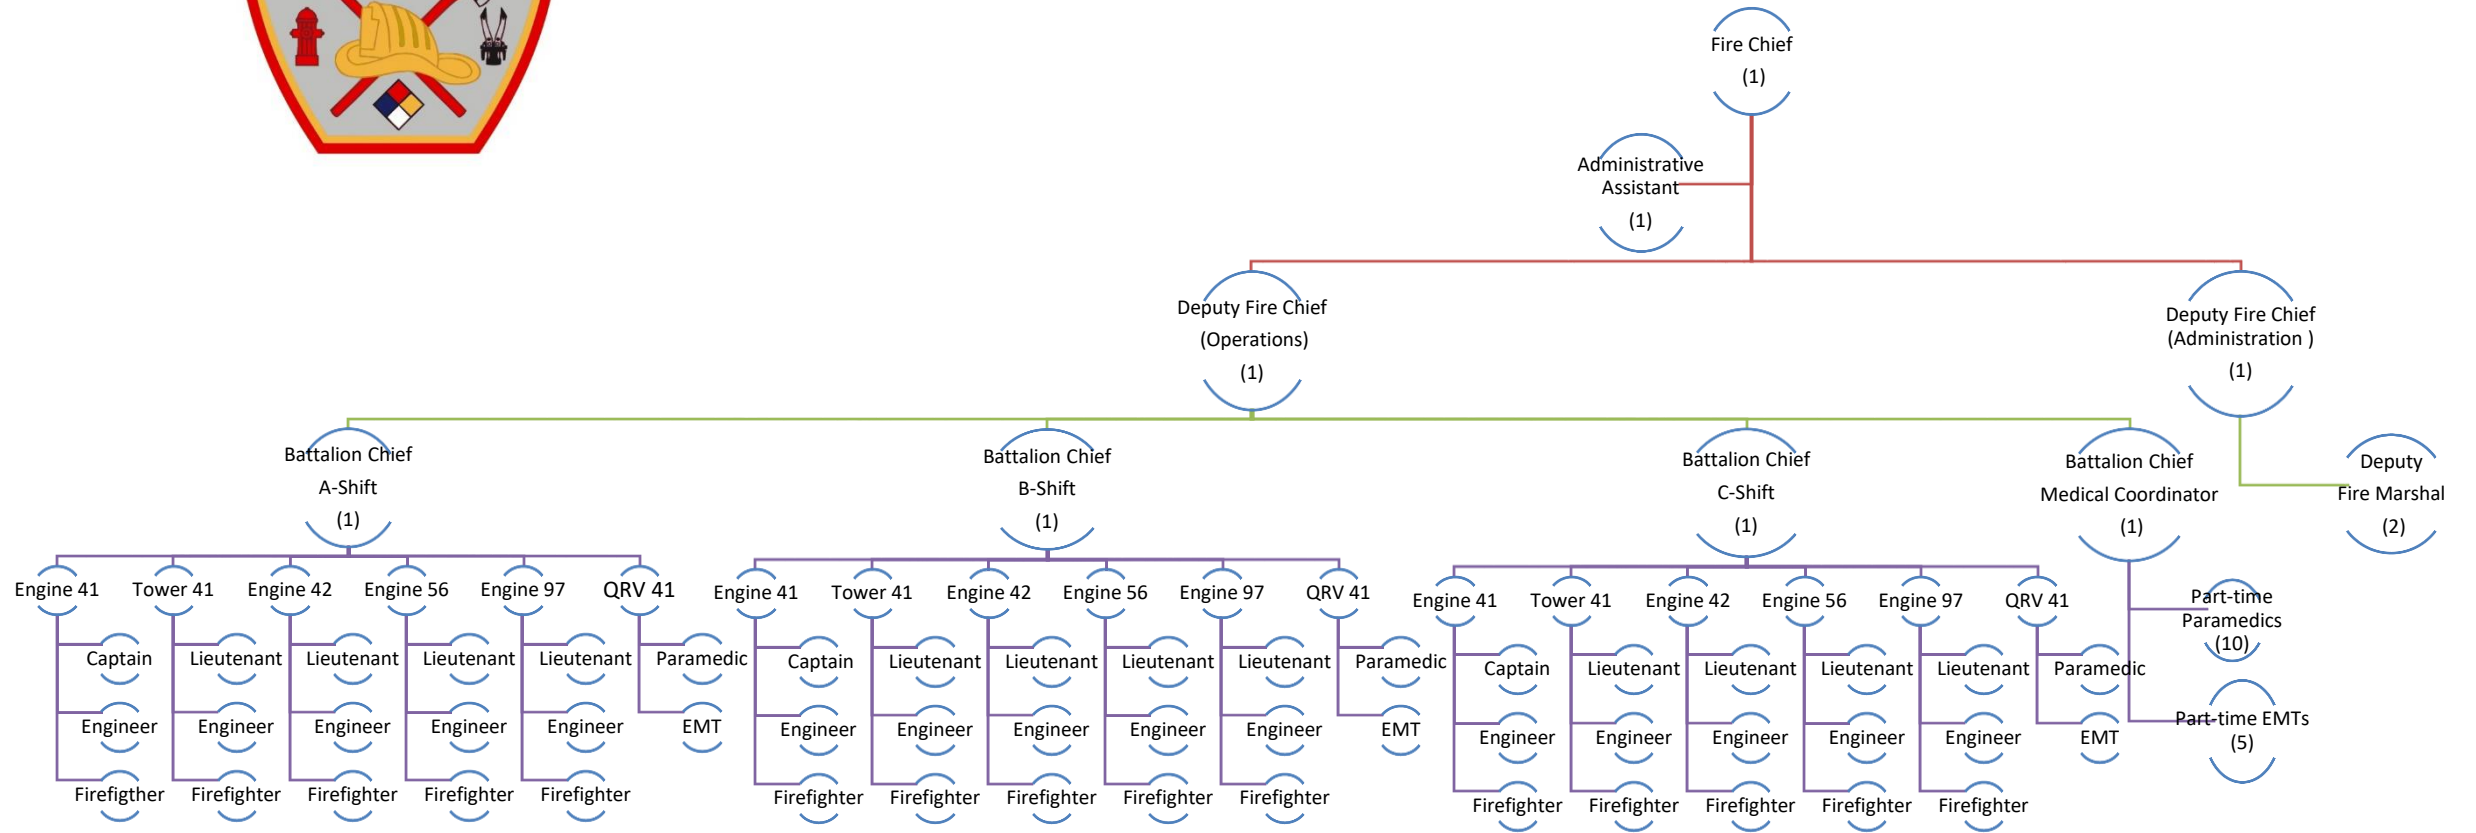 Fire Chief
(1)
Administrative
Assistant
(1)
Deputy Fire Chief
(Operations)
(1)
Deputy Fire Chief
(Administration )
(1)
Battalion Chief
A-Shift
(1)
Battalion Chief
B-Shift
(1)
Battalion Chief
C-Shift
(1)
Battalion Chief
Medical Coordinator
(1)
Deputy
Fire Marshal
(2)
Engine 41
Captain
Engineer
Firefigther
Tower 41
Lieutenant
Engineer
Firefighter
Engine 42
Lieutenant
Engineer
Firefighter
Engine 56
Lieutenant
Engineer
Firefighter
Engine 97
Lieutenant
Engineer
Firefighter
QRV 41
Paramedic
EMT
Engine 41
Captain
Engineer
Firefighter
Tower 41
Lieutenant
Engineer
Firefighter
Engine 42
Lieutenant
Engineer
Firefighter
Engine 56
Lieutenant
Engineer
Firefighter
Engine 97
Lieutenant
Engineer
Firefighter
QRV 41
Paramedic
EMT
Engine 41
Captain
Engineer
Firefighter
Tower 41
Lieutenant
Engineer
Firefighter
Engine 42
Lieutenant
Engineer
Firefighter
Engine 56
Lieutenant
Engineer
Firefighter
Engine 97
Lieutenant
Engineer
Firefighter
QRV 41
Paramedic
EMT
Part-time
Paramedics
(10)
Part-time EMTs
(5)